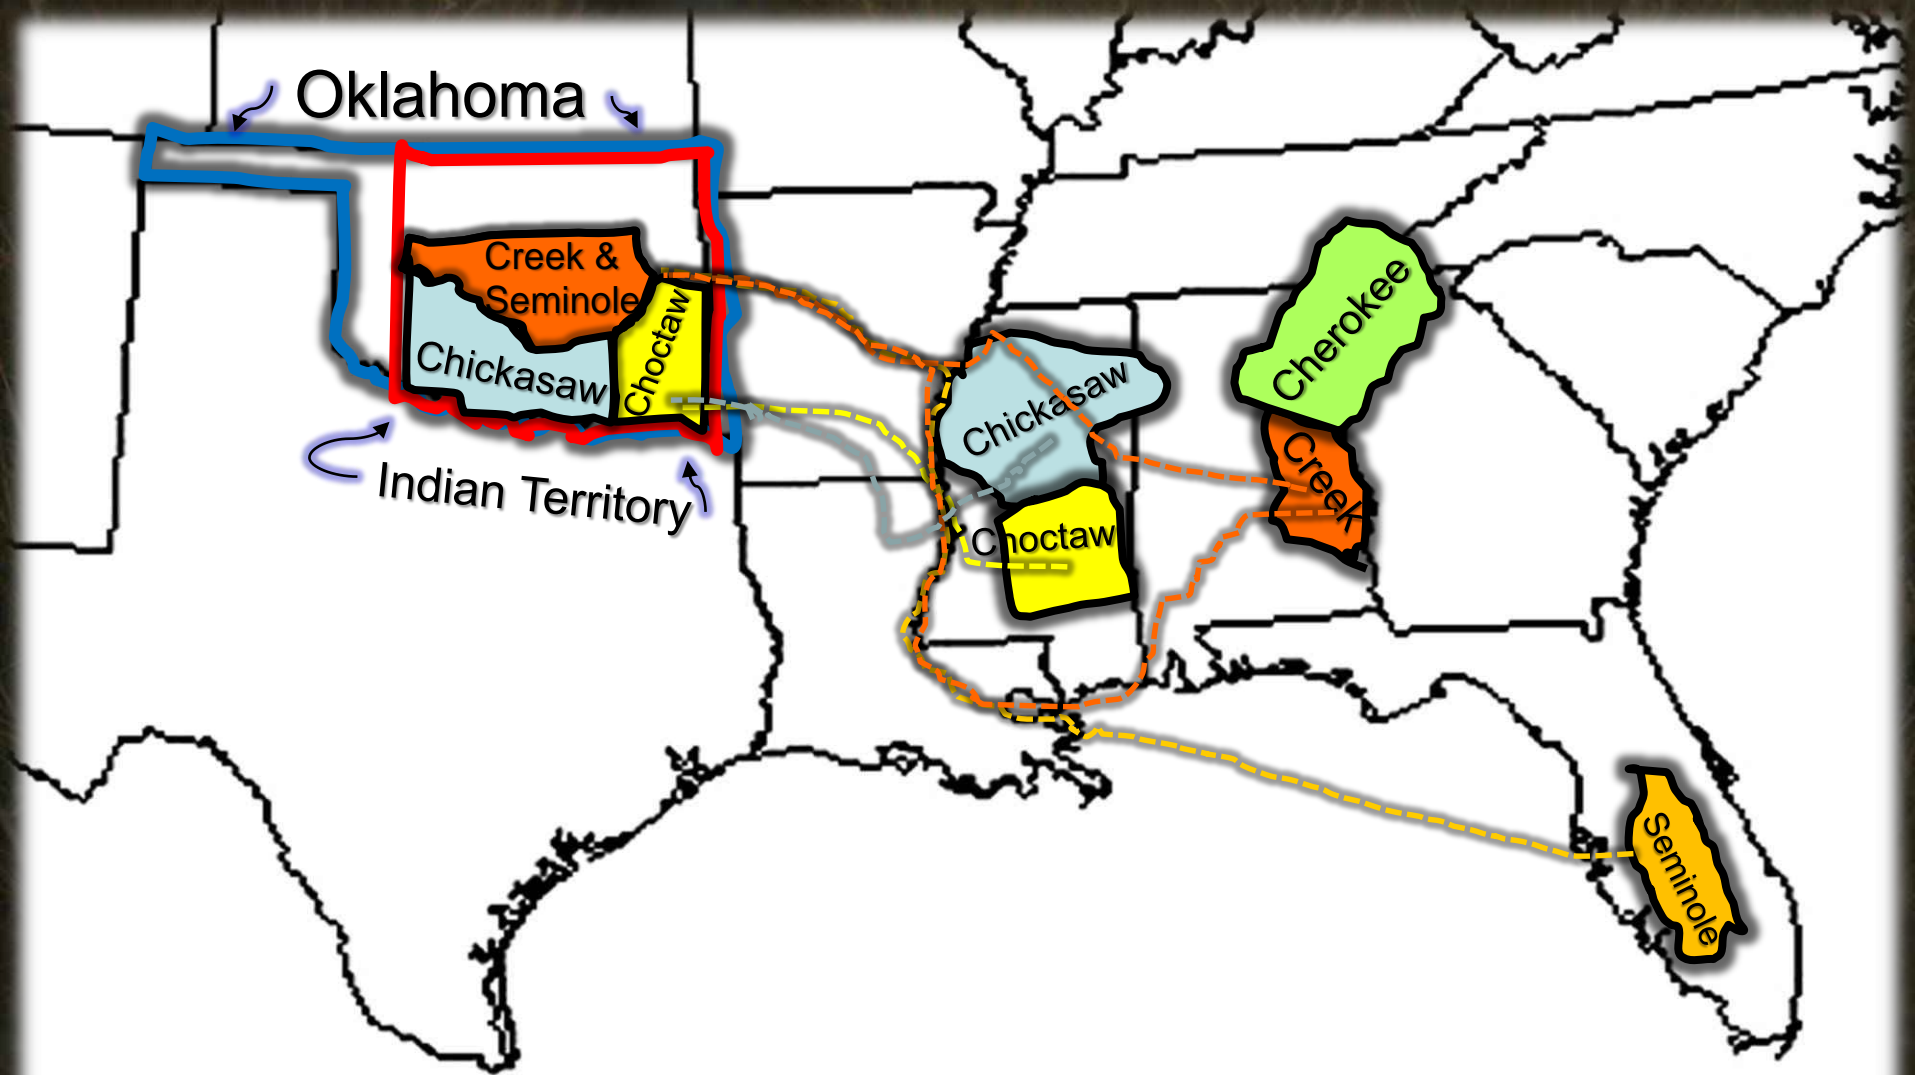 Oklahoma
Creek &
Seminole
Chickasaw
Choctaw
Indian Territory
Cherokee
Creek
Chickasaw
Choctaw
Seminole